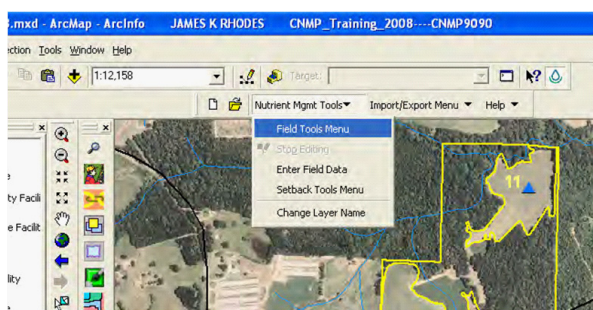 .mxd - ArcMap - ArcInfo JAMES K RHODES CNMP_Training_2008----CNMP9090
ection Tools Window Help
1:12,158 Target:
Nutrient Mgmt Tools Import/Export Menu Help
Field Tools Menu
Stop Editing
Enter Field Data
Setback Tools Menu
Change Layer Name
11
e
ty Facili
e Facilit
lity